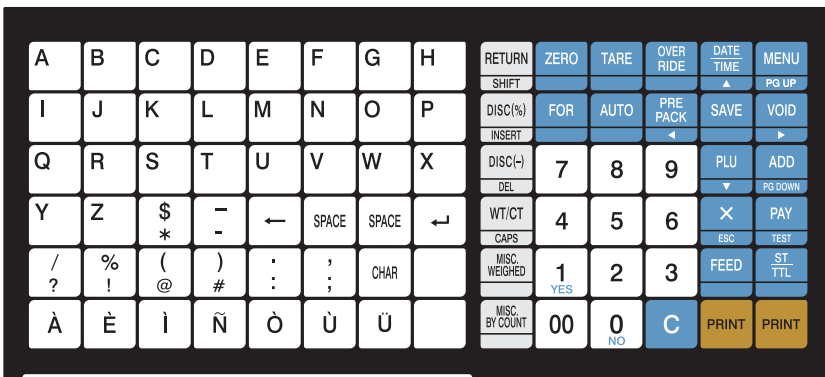 A B C D E F G H RETURN SHIFT ZERO TARE OVER RIDE DATE TIME ▲ MENU PG UP
I J K L M N O P DISC(%) INSERT FOR AUTO PRE PACK ◀ SAVE VOID ▶
Q R S T U V W X DISC(–) DEL 7 8 9 PLU ▼ ADD PG DOWN
Y Z $ * – - ← SPACE SPACE ↵ WT/CT CAPS 4 5 6 × ESC PAY TEST
/ ? % ! ( @ ) # . : , ; CHAR MISC. WEIGHED 1 YES 2 3 FEED ST TTL
À È Ì Ñ Ò Ù Ü MISC. BY COUNT 00 0 NO C PRINT PRINT